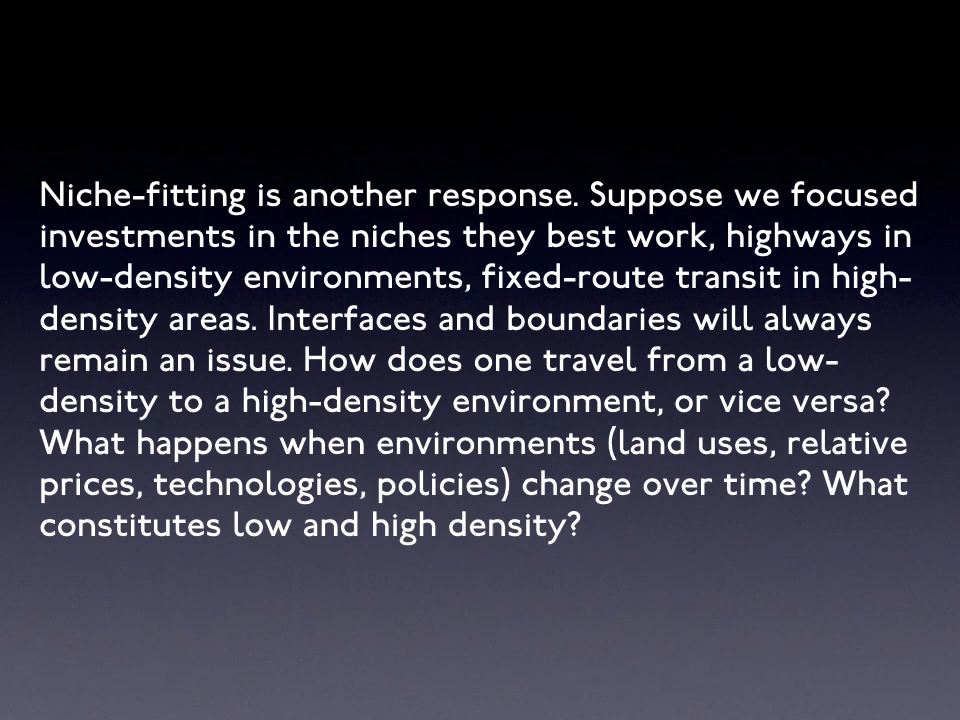 Niche-fitting is another response. Suppose we focused
investments in the niches they best work, highways in
low-density environments, fixed-route transit in high-
density areas. Interfaces and boundaries will always
remain an issue. How does one travel from a low-
density to a high-density environment, or vice versa?
What happens when environments (land uses, relative
prices, technologies, policies) change over time? What
constitutes low and high density?